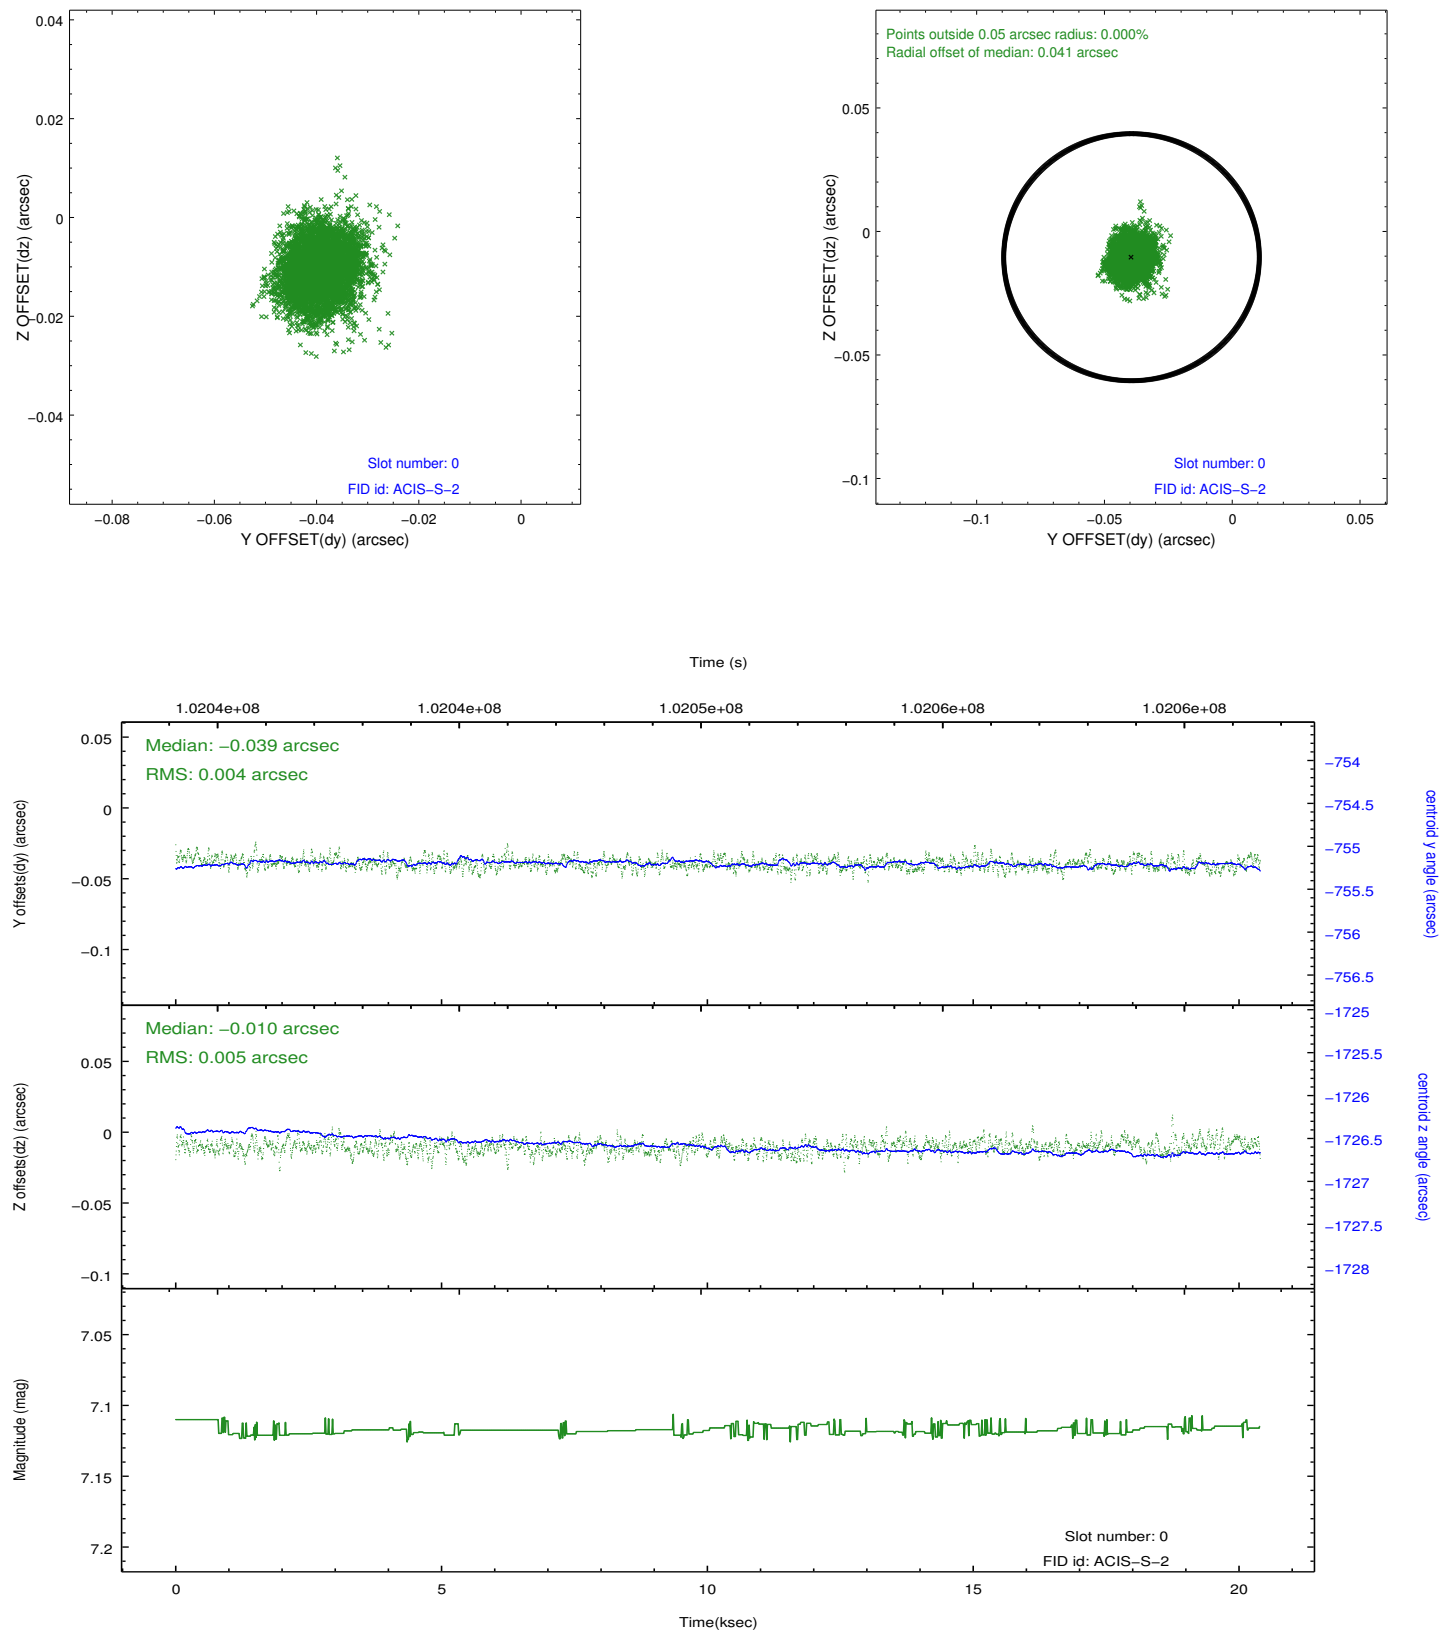 0.04
0.02
0
−0.02
−0.04
Z OFFSET(dz) (arcsec)
Slot number: 0
FID id: ACIS−S−2
−0.08 −0.06 −0.04 −0.02 0
Y OFFSET(dy) (arcsec)
Points outside 0.05 arcsec radius: 0.000%
Radial offset of median: 0.041 arcsec
0.05
0
−0.05
−0.1
Z OFFSET(dz) (arcsec)
Slot number: 0
FID id: ACIS−S−2
−0.1 −0.05 0 0.05
Y OFFSET(dy) (arcsec)
Time (s)
1.0204e+08 1.0204e+08 1.0205e+08 1.0206e+08 1.0206e+08
Median: −0.039 arcsec
RMS: 0.004 arcsec
0.05
0
−0.05
−0.1
Y offsets(dy) (arcsec)
−754
−754.5
−755
−755.5
−756
−756.5
centroid y angle (arcsec)
Median: −0.010 arcsec
RMS: 0.005 arcsec
0.05
0
−0.05
−0.1
Z offsets(dz) (arcsec)
−1725
−1725.5
−1726
−1726.5
−1727
−1727.5
−1728
centroid z angle (arcsec)
7.05
7.1
7.15
7.2
Magnitude (mag)
Slot number: 0
FID id: ACIS−S−2
0 5 10 15 20
Time(ksec)